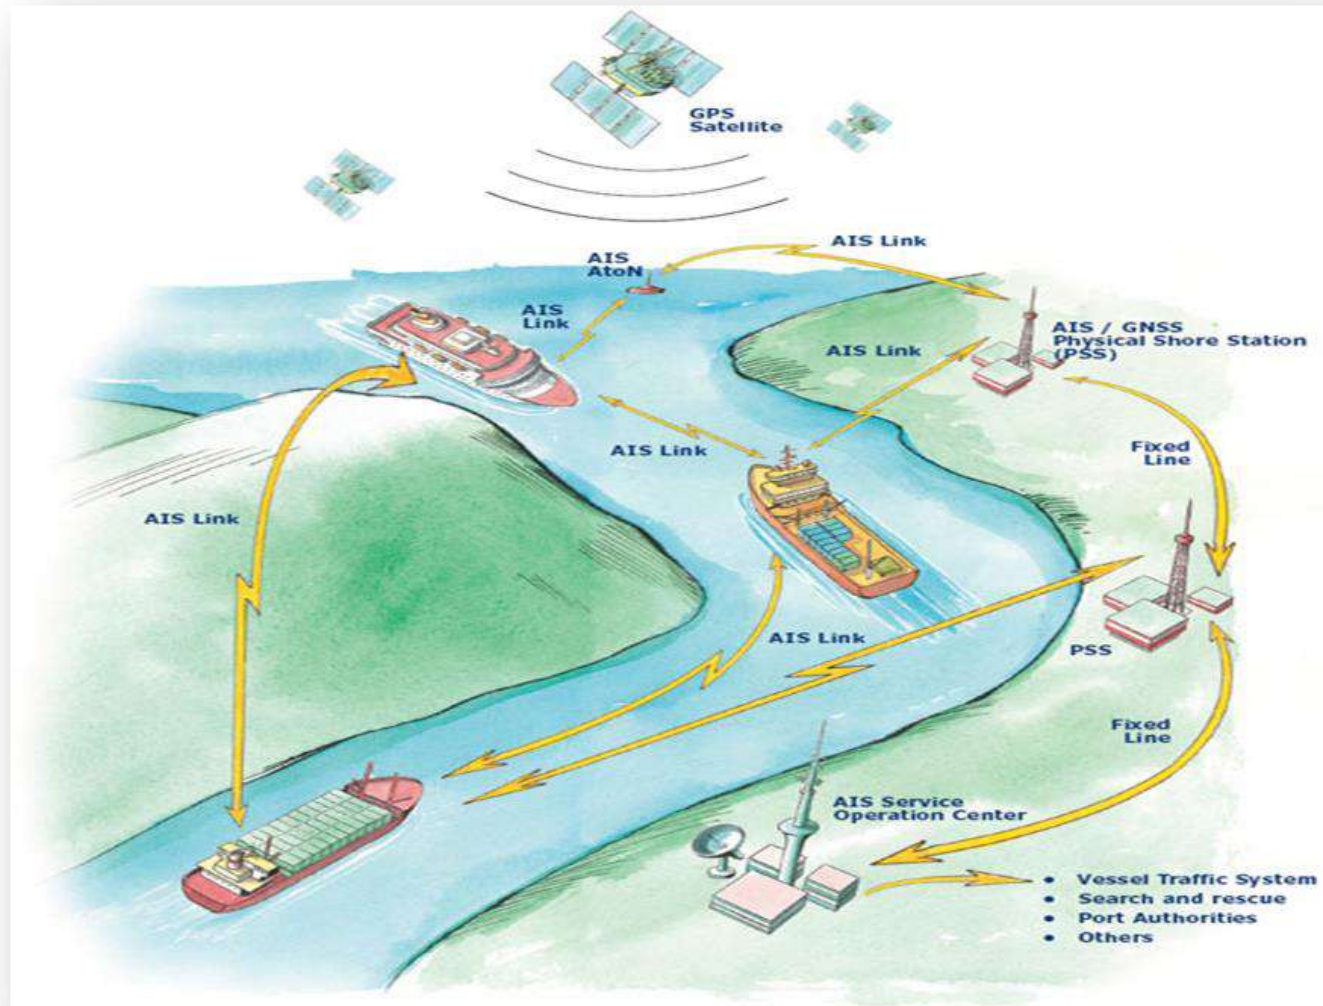 GPS
Satellite
AIS Link
AIS
AtoN
AIS
Link
AIS / GNSS
Physical Shore Station
(PSS)
AIS Link
AIS Link
Fixed
Line
AIS Link
AIS Link
PSS
Fixed
Line
AIS Service
Operation Center
• Vessel Traffic System
• Search and rescue
• Port Authorities
• Others